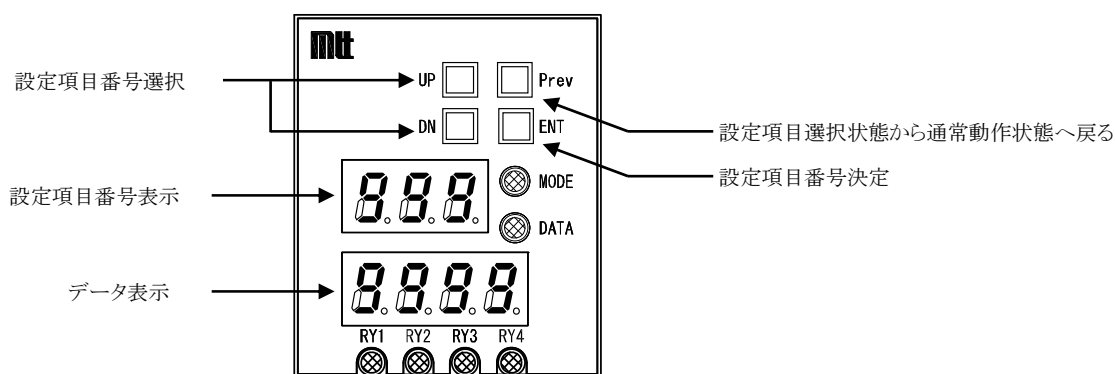 mtt
設定項目番号選択
UP
Prev
DN
ENT
設定項目選択状態から通常動作状態へ戻る
設定項目番号決定
設定項目番号表示
8.8.8.
MODE
DATA
データ表示
8.8.8.8.
RY1 RY2 RY3 RY4